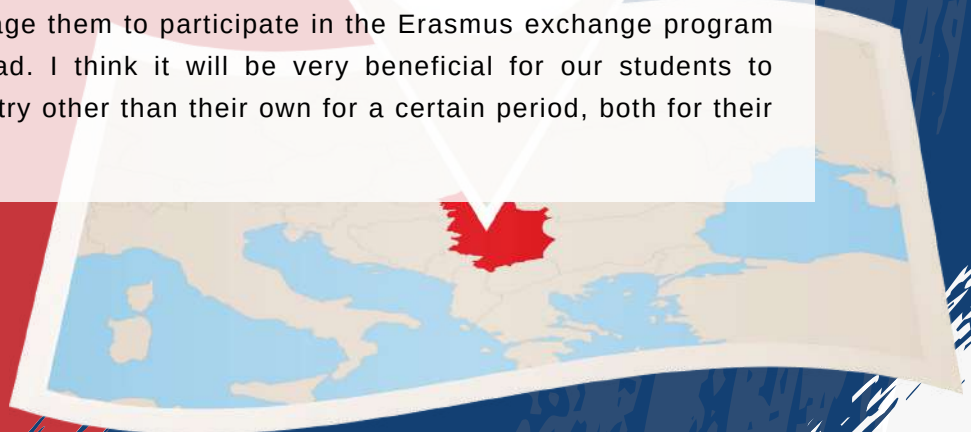 age them to participate in the Erasmus exchange program
ad. I think it will be very beneficial for our students to
try other than their own for a certain period, both for their